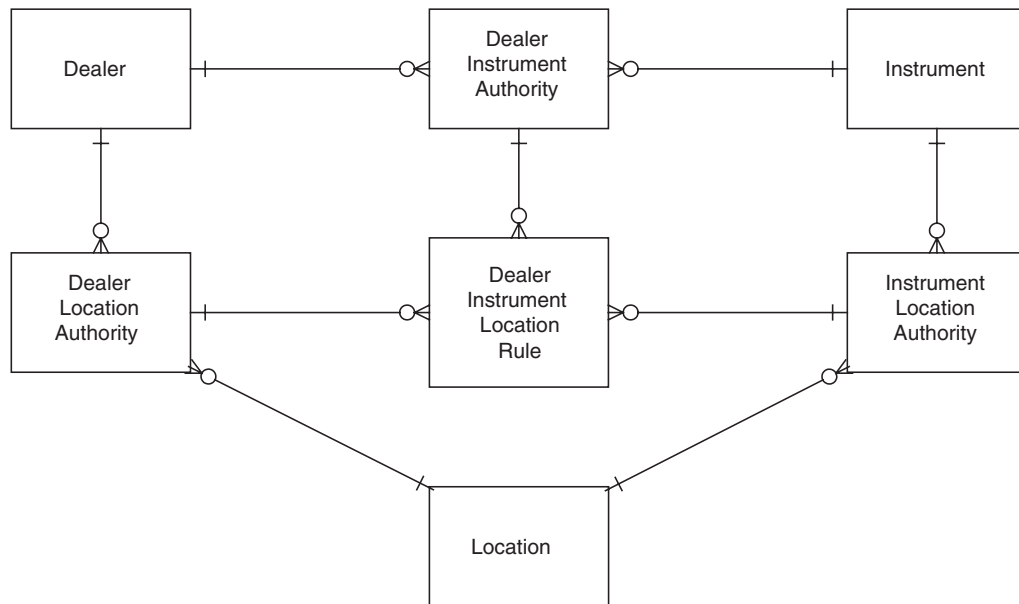 Dealer
Dealer
Instrument
Authority
Instrument
Dealer
Location
Authority
Dealer
Instrument
Location
Rule
Instrument
Location
Authority
Location